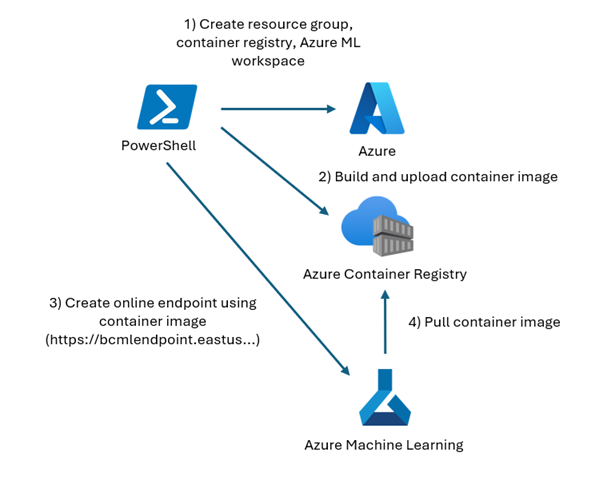 1) Create resource group,
container registry, Azure ML
workspace
PowerShell
Azure
2) Build and upload container image
Azure Container Registry
3) Create online endpoint using
container image
(https://bcmlendpoint.eastus...)
4) Pull container image
Azure Machine Learning